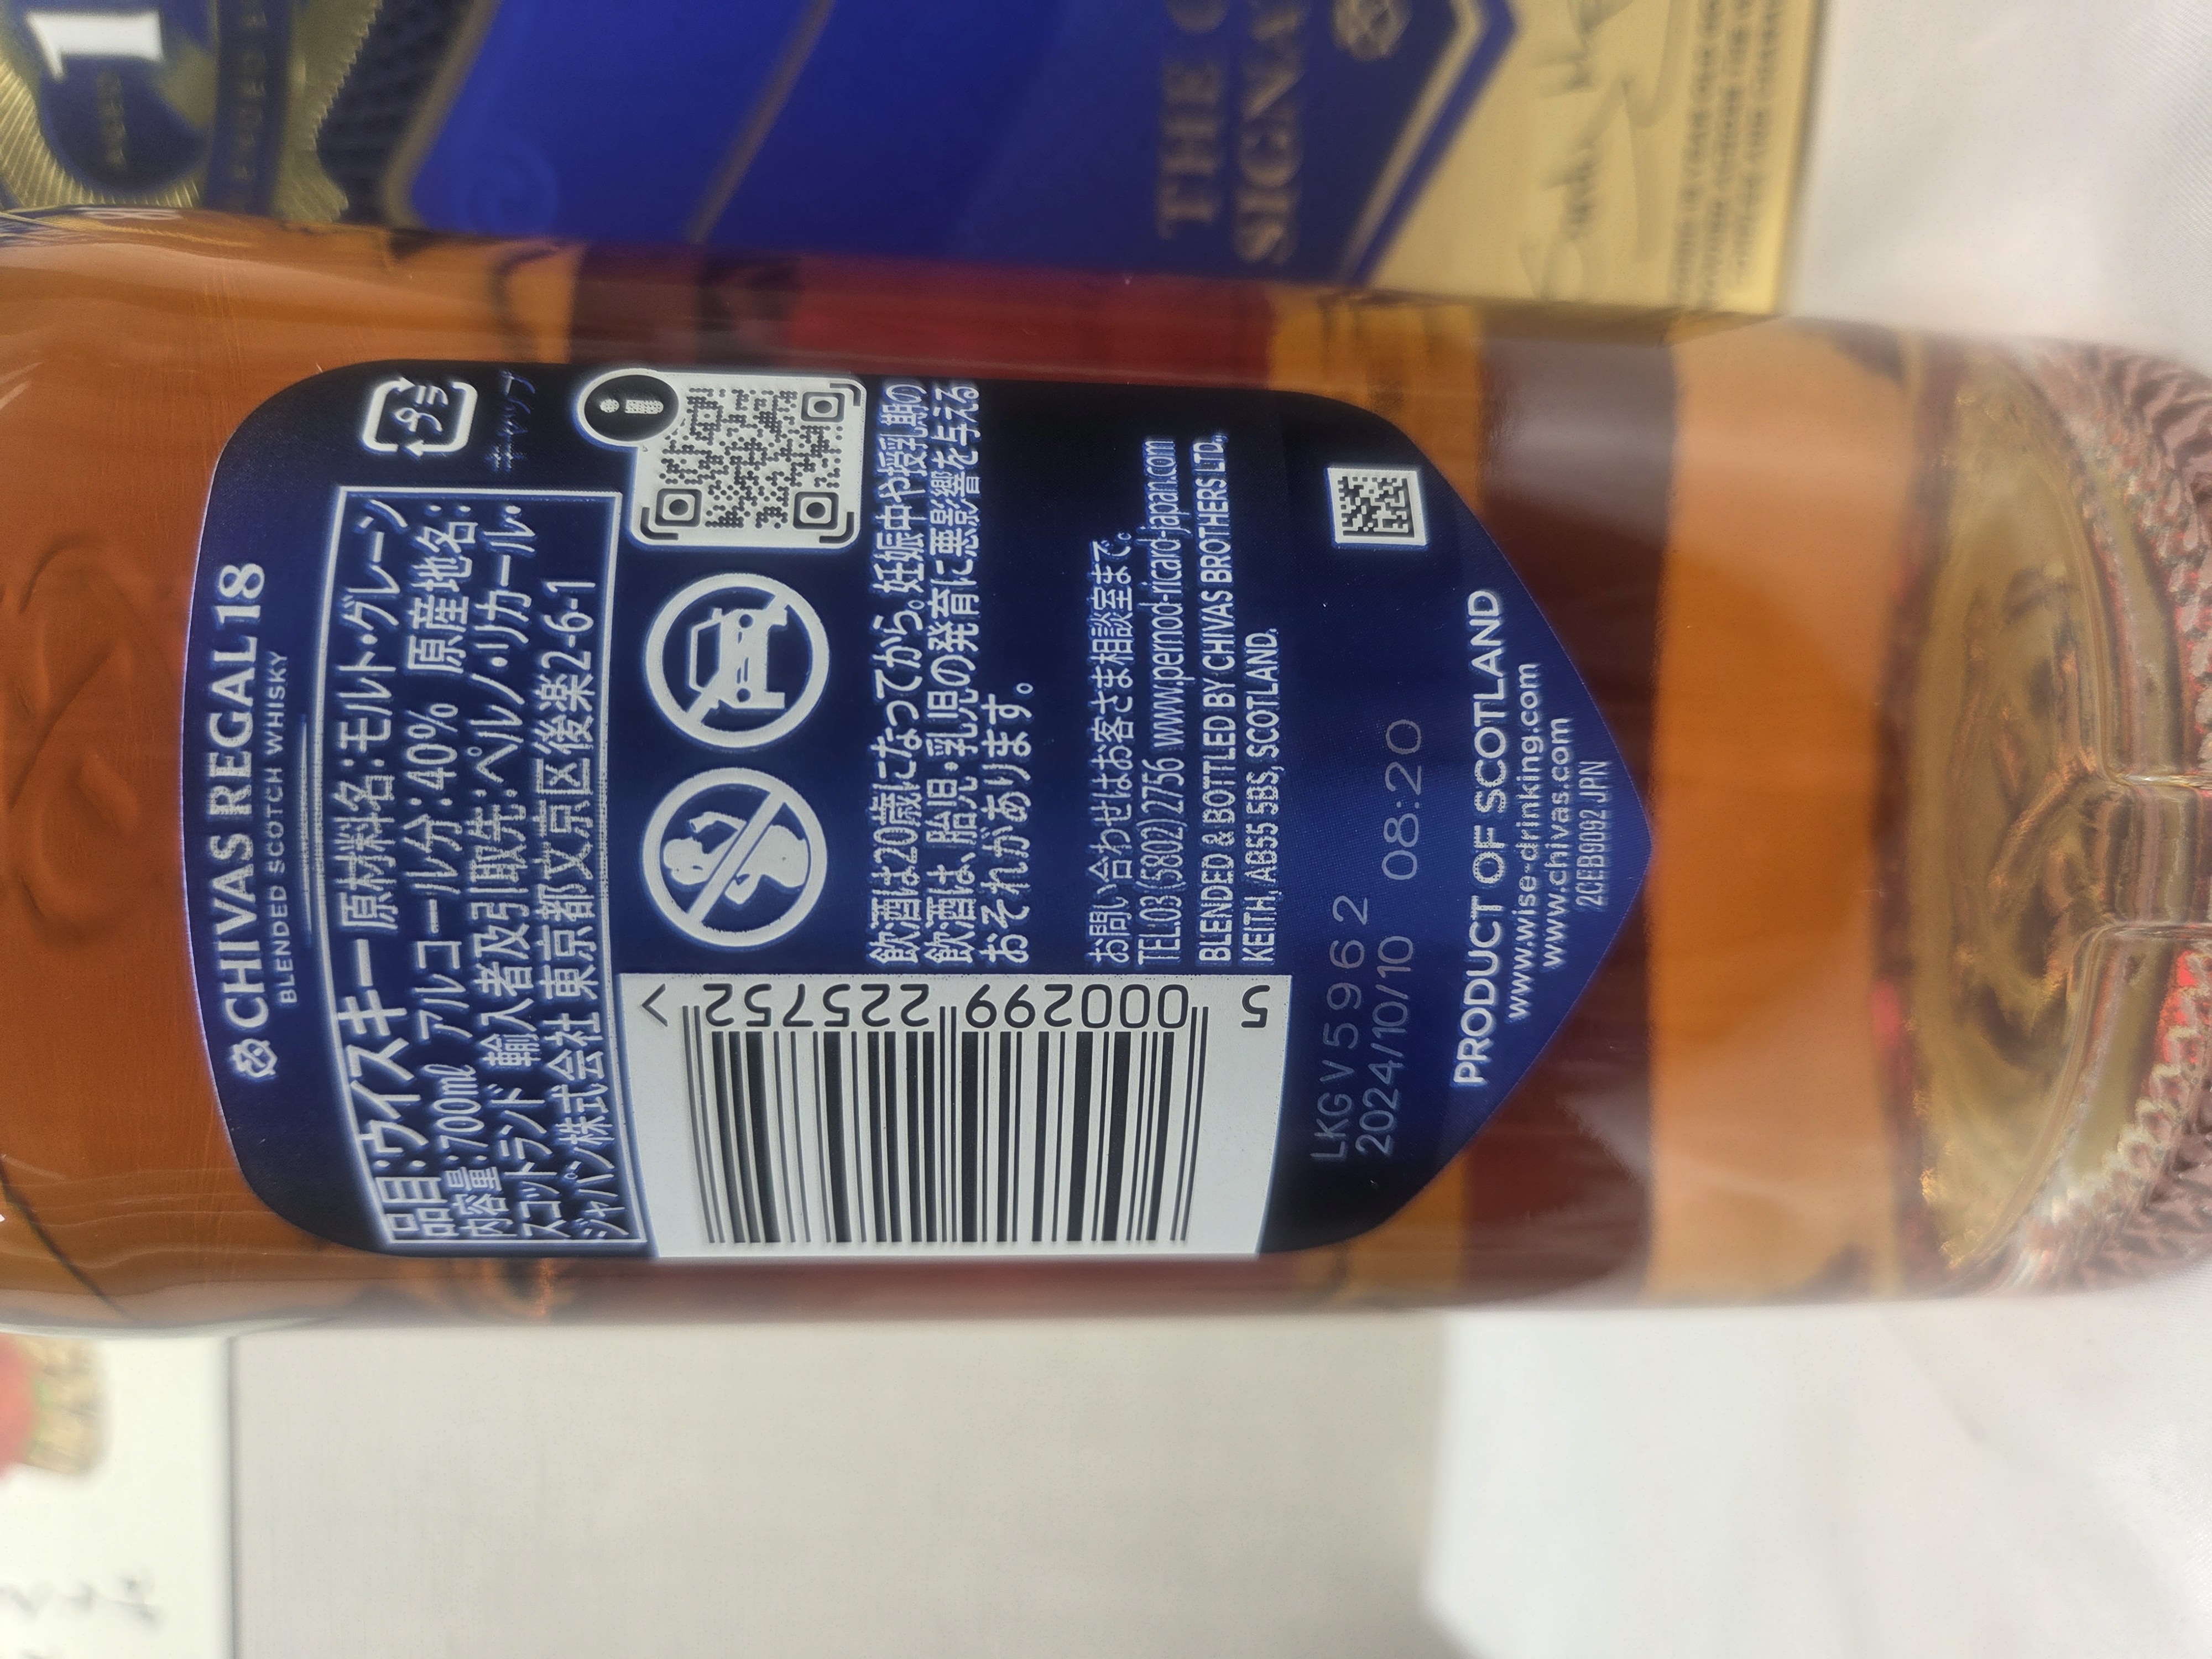 CHIVAS REGAL 18
BLENDED SCOTCH WHISKY
品目:ウイスキー 原材料名:モルト・グレーン
内容量:700ml アルコール分:40% 原産地名:
スコットランド 輸入者及引取先:ペルノ・リカール・
ジャパン株式会社 東京都文京区後楽2-6-1
キャップ
飲酒は20歳になってから。妊娠中や授乳期の
飲酒は、胎児・乳児の発育に悪影響を与える
おそれがあります。
お問い合わせはお客さま相談室まで。
TEL03(5802)2756 www.pernod-ricard-japan.com
BLENDED & BOTTLED BY CHIVAS BROTHERS LTD,
KEITH, AB55 5BS, SCOTLAND.
5 000299 225752 >
LKGV5962
2024/10/10 08:20
PRODUCT OF SCOTLAND
www.wise-drinking.com
www.chivas.com
2CEB9092 JPN
1
AGED
THE